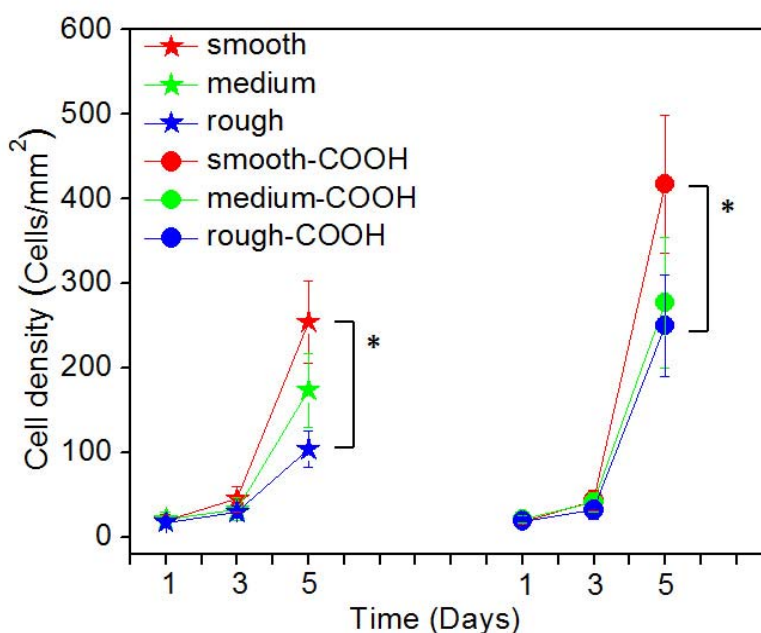 600
500
400
300
200
100
0
Cell density (Cells/mm²)
smooth
medium
rough
smooth-COOH
medium-COOH
rough-COOH
*
*
1 3 5 1 3 5
Time (Days)